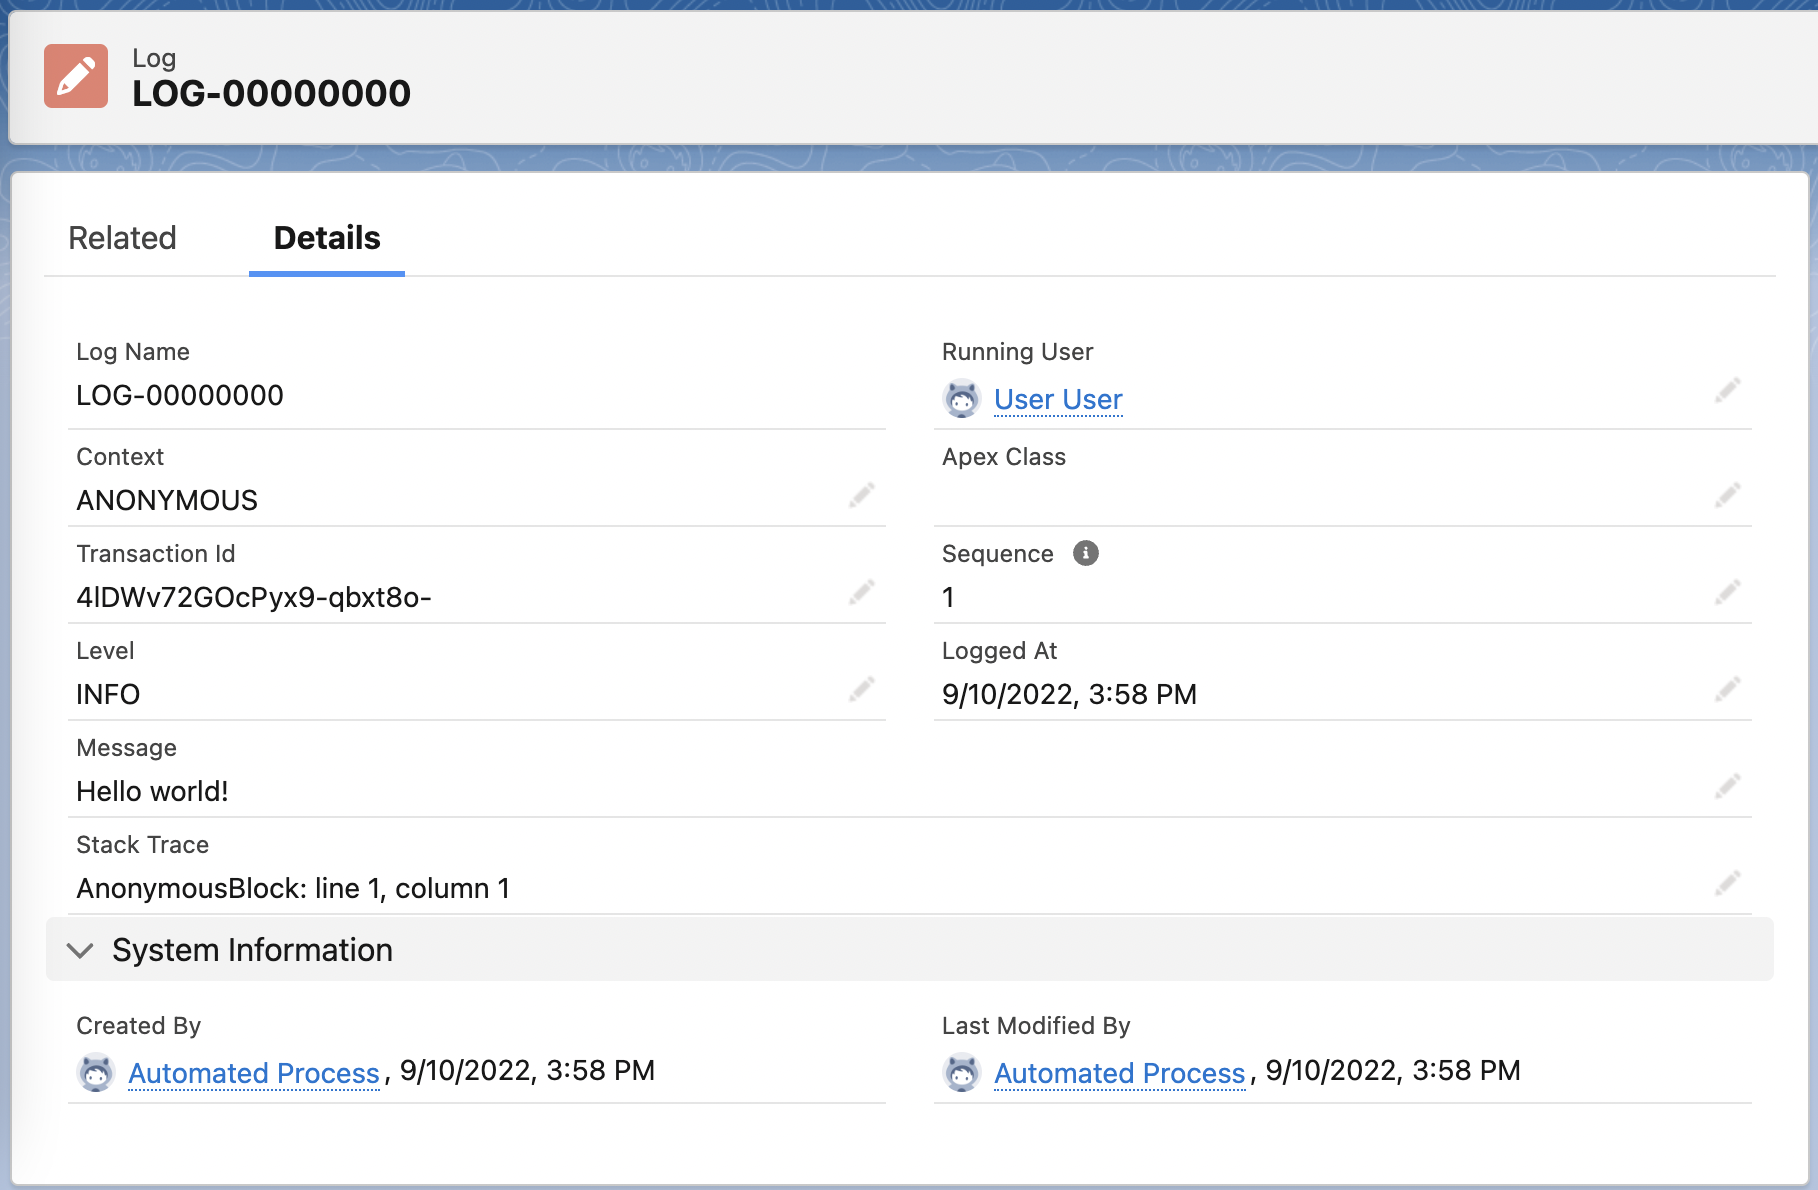 Log
LOG-00000000
Related Details
Log Name
LOG-00000000
Running User
User User
Context
ANONYMOUS
Apex Class
Transaction Id
4lDWv72GOcPyx9-qbxt8o-
Sequence
1
Level
INFO
Logged At
9/10/2022, 3:58 PM
Message
Hello world!
Stack Trace
AnonymousBlock: line 1, column 1
System Information
Created By
Automated Process, 9/10/2022, 3:58 PM
Last Modified By
Automated Process, 9/10/2022, 3:58 PM